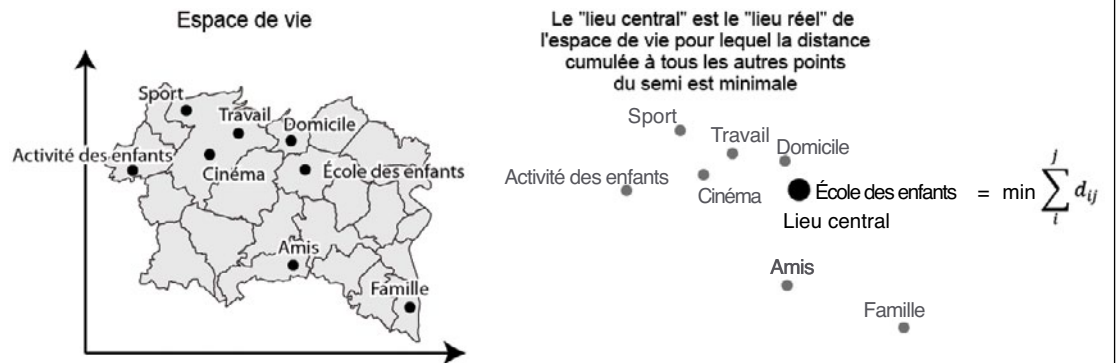 Espace de vie
Sport
Travail
Domicile
Activité des enfants
Cinéma
École des enfants
Amis
Famille
Le "lieu central" est le "lieu réel" de
l'espace de vie pour lequel la distance
cumulée à tous les autres points
du semi est minimale
Sport
Travail
Domicile
Activité des enfants
Cinéma
École des enfants = min ∑ j i d ij
Lieu central
Amis
Famille